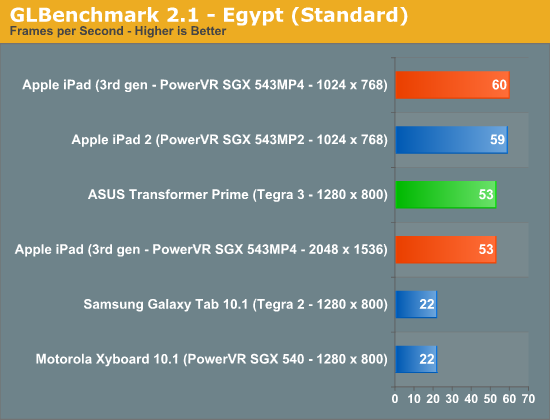 GLBenchmark 2.1 - Egypt (Standard)
Frames per Second - Higher is Better
Apple iPad (3rd gen - PowerVR SGX 543MP4 - 1024 x 768) 60
Apple iPad 2 (PowerVR SGX 543MP2 - 1024 x 768) 59
ASUS Transformer Prime (Tegra 3 - 1280 x 800) 53
Apple iPad (3rd gen - PowerVR SGX 543MP4 - 2048 x 1536) 53
Samsung Galaxy Tab 10.1 (Tegra 2 - 1280 x 800) 22
Motorola Xyboard 10.1 (PowerVR SGX 540 - 1280 x 800) 22
0 10 20 30 40 50 60 70